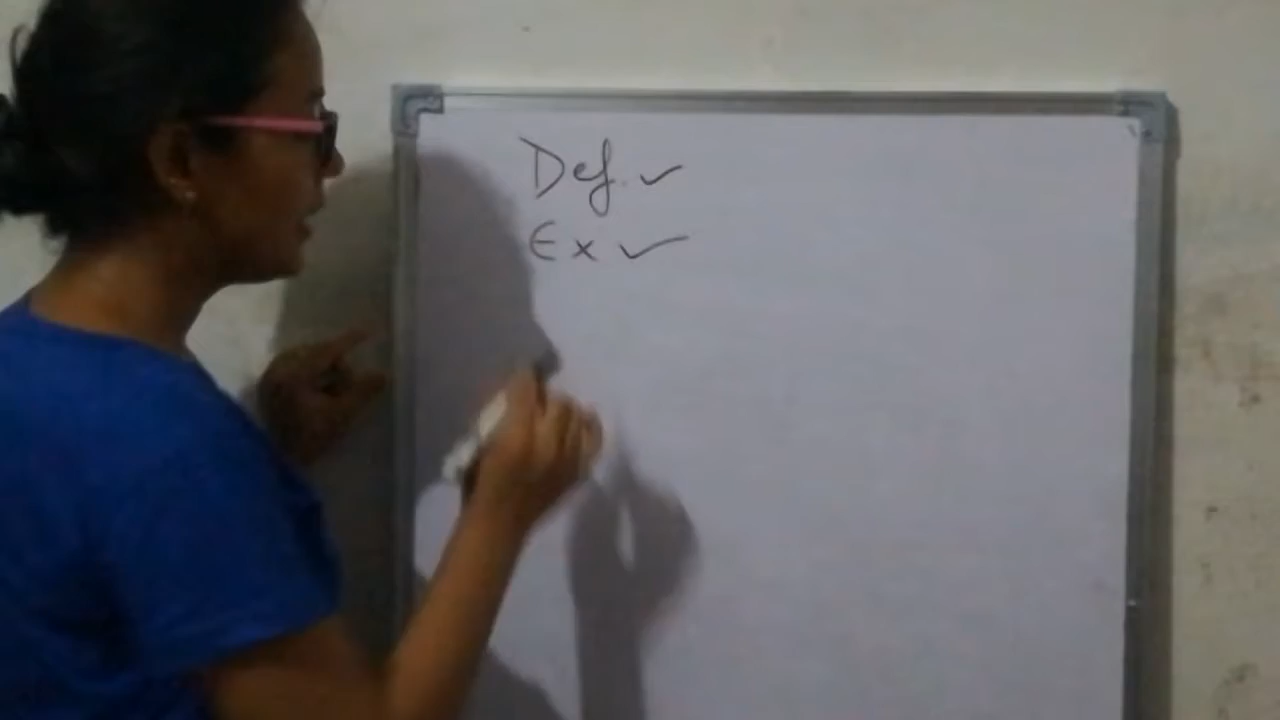 Def. ✓
Ex ✓